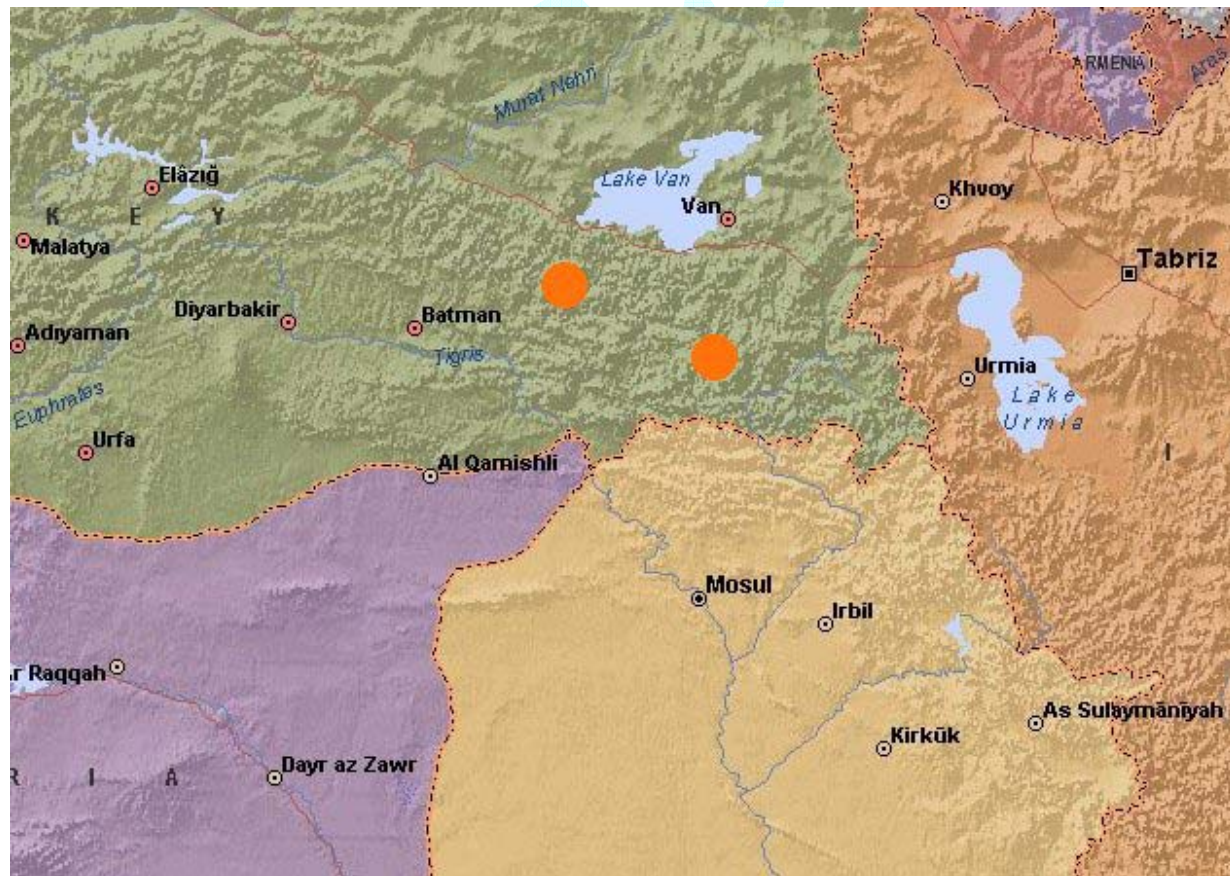 ARMENIA
Aras
Murat Nehri
Elâzığ
Lake Van
Van
Khvoy
K E Y
Malatya
Tabriz
Diyarbakir
Batman
Adıyaman
Tigris
Urmia
Euphrates
Lake
Urmia
Urfa
I
Al Qamishli
Mosul
Irbil
r Raqqah
As Sulaymānīyah
Kirkūk
Dayr az Zawr
R I A